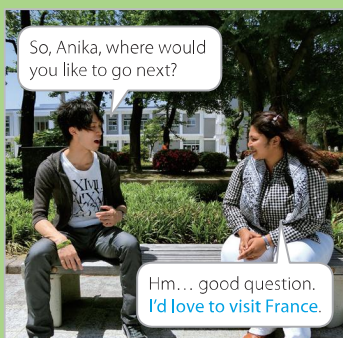 So, Anika, where would
you like to go next?
Hm... good question.
I'd love to visit France.